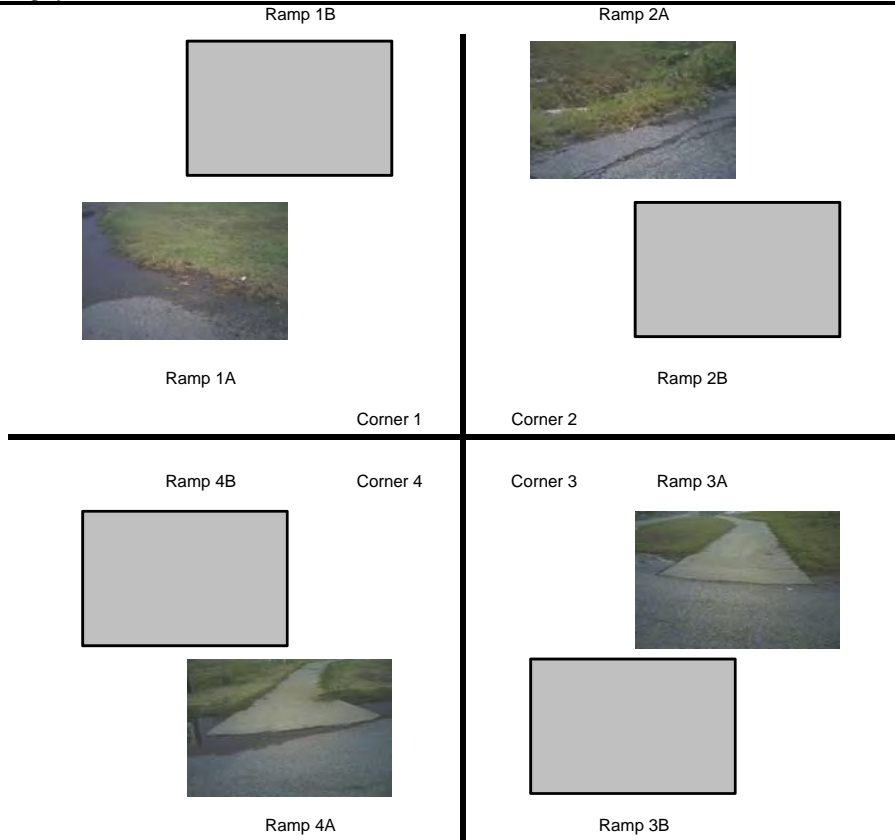 Ramp 1B
Ramp 2A
Ramp 1A
Ramp 2B
Corner 1
Corner 2
Ramp 4B
Corner 4
Corner 3
Ramp 3A
Ramp 4A
Ramp 3B